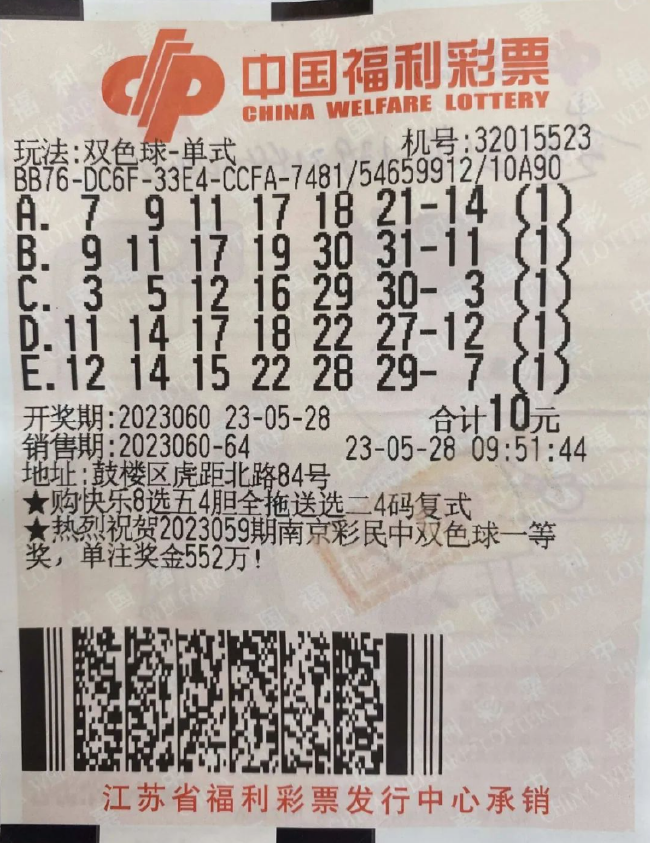 中国福利彩票
CHINA WELFARE LOTTERY
玩法:双色球-单式 机号:32015523
BB76-DC6F-33E4-CCFA-7481/54659912/10A90
A. 7 9 11 17 18 21-14 (1)
B. 9 11 17 19 30 31-11 (1)
C. 3 5 12 16 29 30- 3 (1)
D.11 14 17 18 22 27-12 (1)
E.12 14 15 22 28 29- 7 (1)
开奖期:2023060 23-05-28 合计10元
销售期:2023060-64 23-05-28 09:51:44
地址:鼓楼区虎距北路84号
★购快乐8选五4胆全拖送选二4码复式
★热烈祝贺2023059期南京彩民中双色球一等
奖，单注奖金552万!
江苏省福利彩票发行中心承销